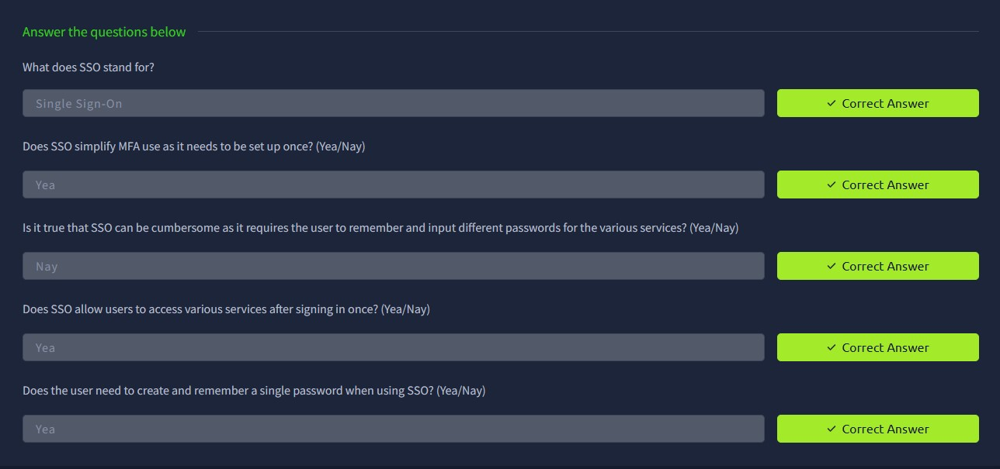 Answer the questions below
What does SSO stand for?
Single Sign-On
Correct Answer
Does SSO simplify MFA use as it needs to be set up once? (Yea/Nay)
Yea
Correct Answer
Is it true that SSO can be cumbersome as it requires the user to remember and input different passwords for the various services? (Yea/Nay)
Nay
Correct Answer
Does SSO allow users to access various services after signing in once? (Yea/Nay)
Yea
Correct Answer
Does the user need to create and remember a single password when using SSO? (Yea/Nay)
Yea
Correct Answer